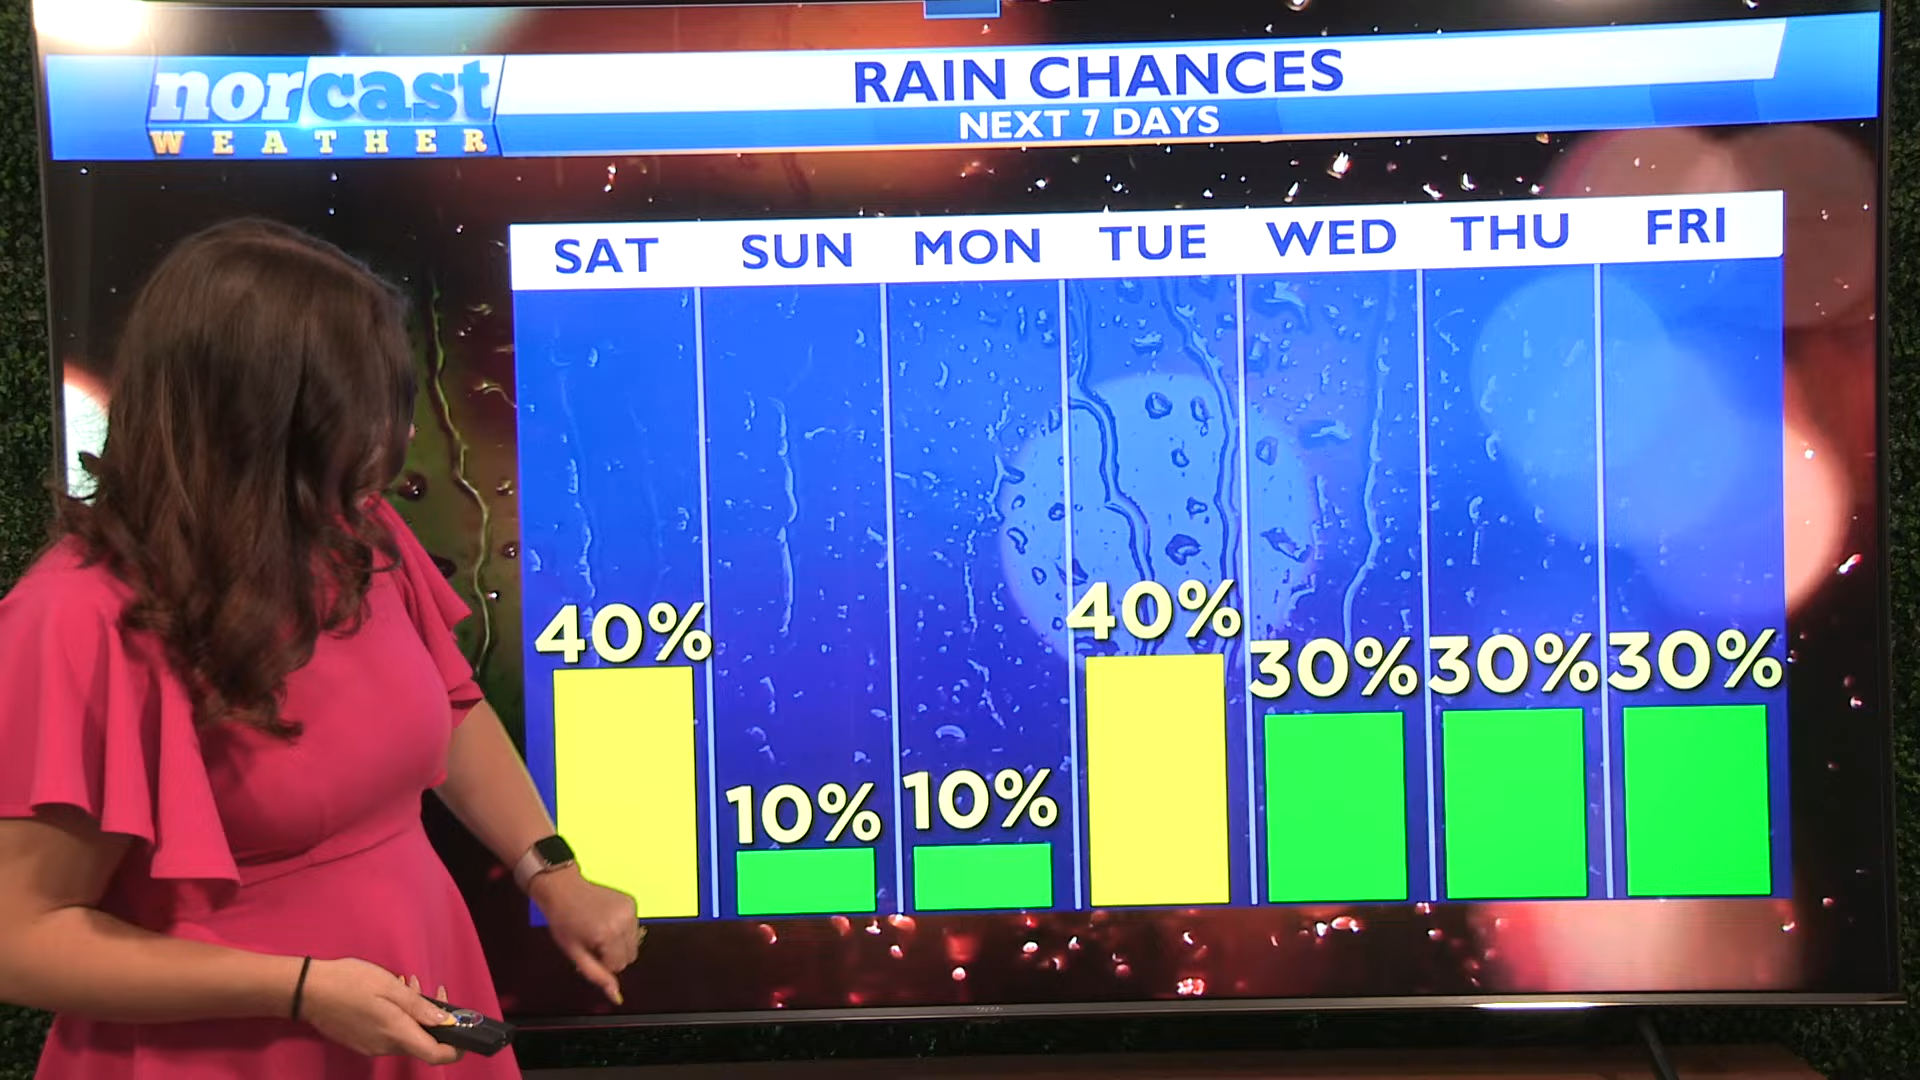 norcast
WEATHER
RAIN CHANCES
NEXT 7 DAYS
SAT SUN MON TUE WED THU FRI
40% 10% 10% 40% 30% 30% 30%